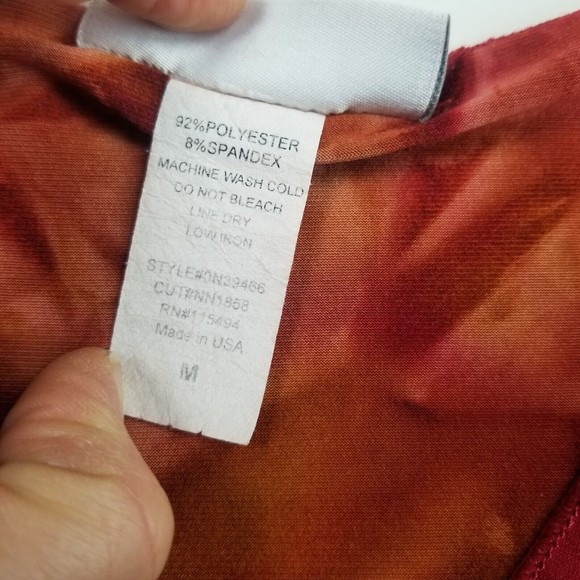 92%POLYESTER
8%SPANDEX
MACHINE WASH COLD
DO NOT BLEACH
LINE DRY
LOW IRON
STYLE#0N39466
CUT#NN1868
RN#115494
Made in USA
M